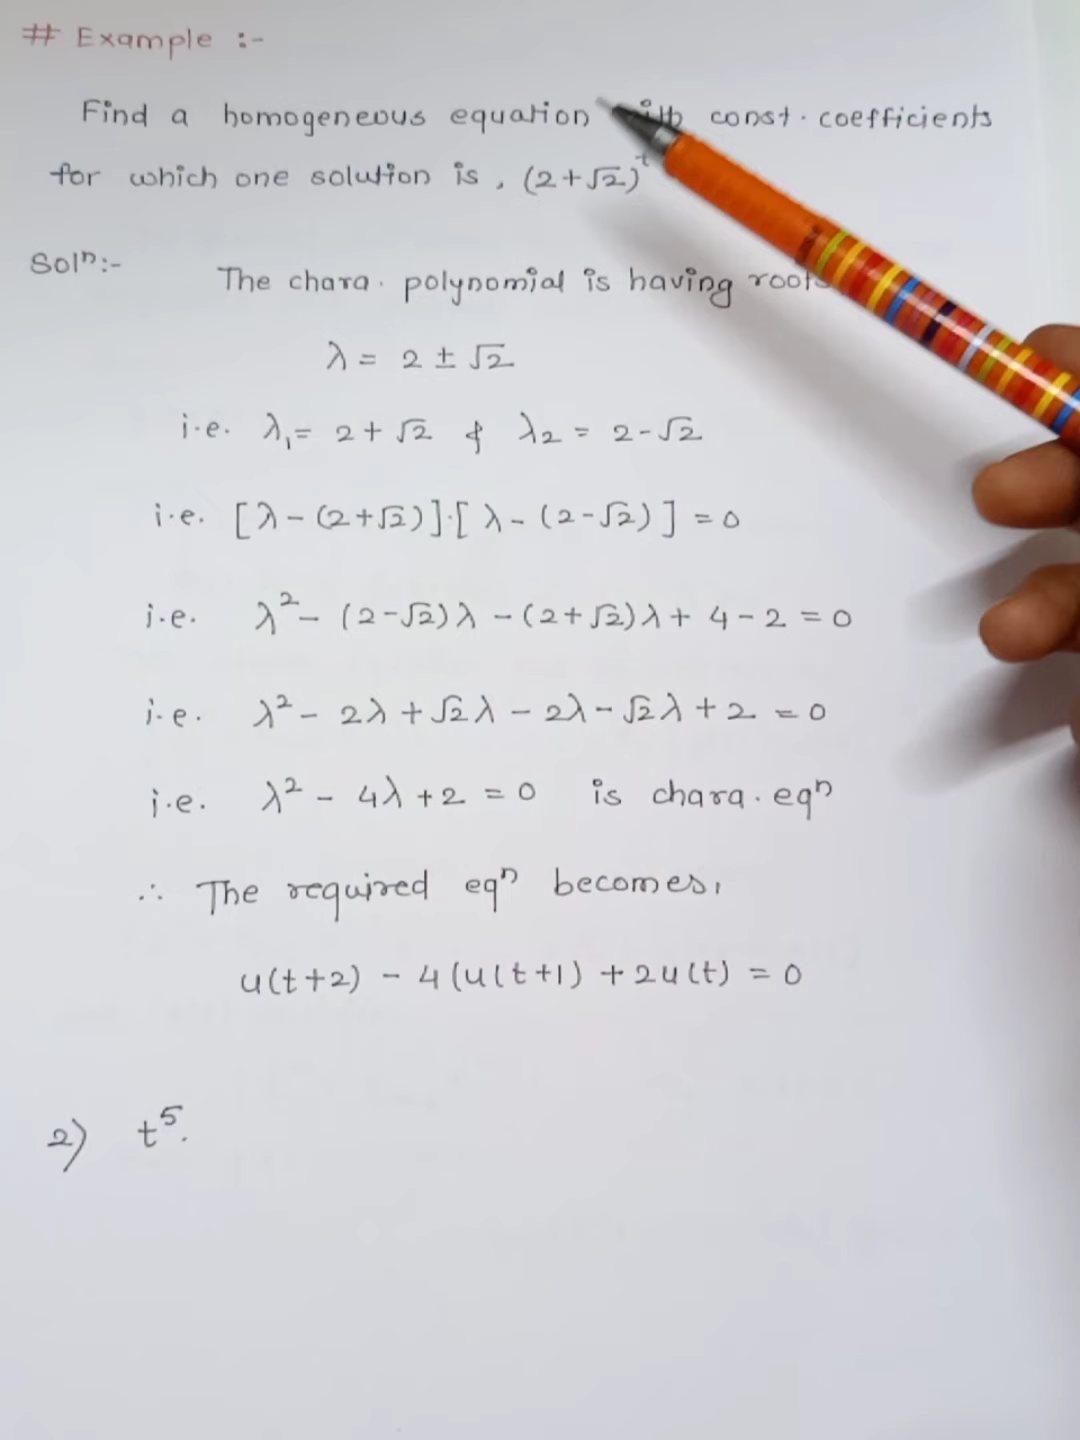 # Example :-
Find a homogeneous equation with const. coefficients
for which one solution is, (2+√2)^t
Solⁿ:- The chara. polynomial is having roots
λ = 2 ± √2
i.e. λ₁ = 2+√2 & λ₂ = 2-√2
i.e. [λ-(2+√2)]·[λ-(2-√2)] = 0
i.e. λ² - (2-√2)λ - (2+√2)λ + 4 - 2 = 0
i.e. λ² - 2λ + √2λ - 2λ - √2λ + 2 = 0
i.e. λ² - 4λ + 2 = 0 is chara. eqⁿ
∴ The required eqⁿ becomes,
u(t+2) - 4(u(t+1) + 2u(t) = 0
2) t⁵.